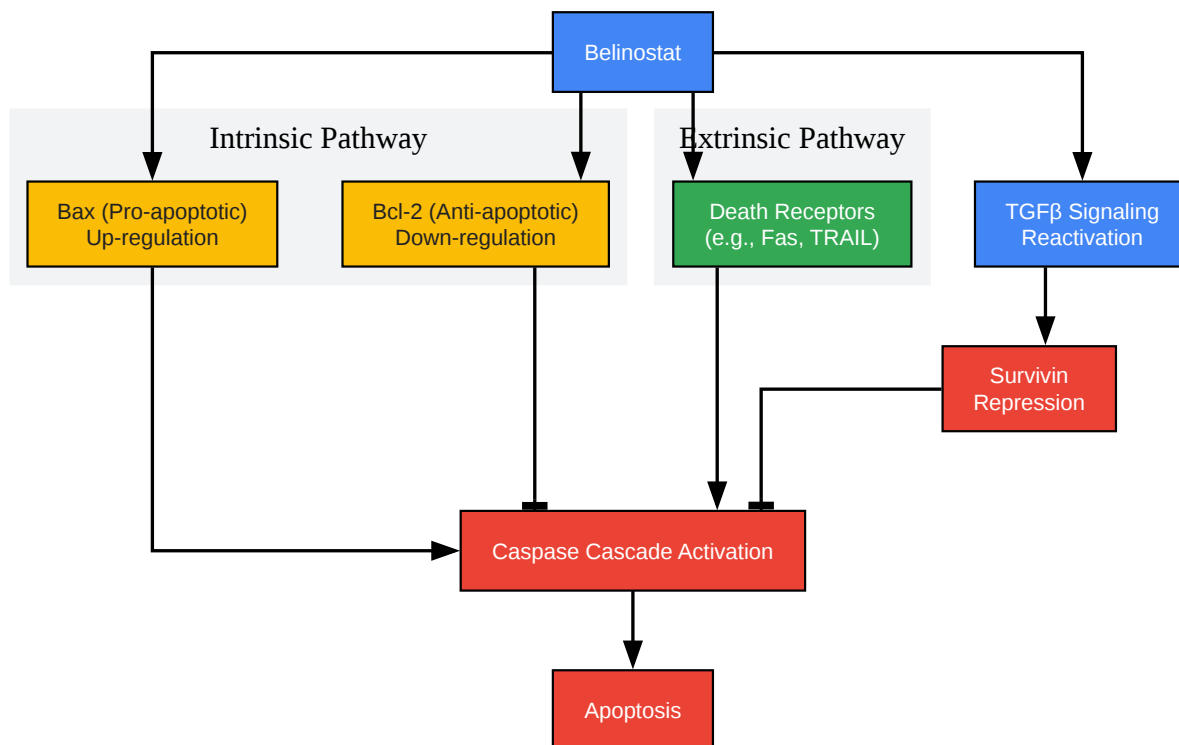 Belinostat
Intrinsic Pathway
Extrinsic Pathway
Bax (Pro-apoptotic)
Up-regulation
Bcl-2 (Anti-apoptotic)
Down-regulation
Death Receptors
(e.g., Fas, TRAIL)
TGFβ Signaling
Reactivation
Survivin
Repression
Caspase Cascade Activation
Apoptosis